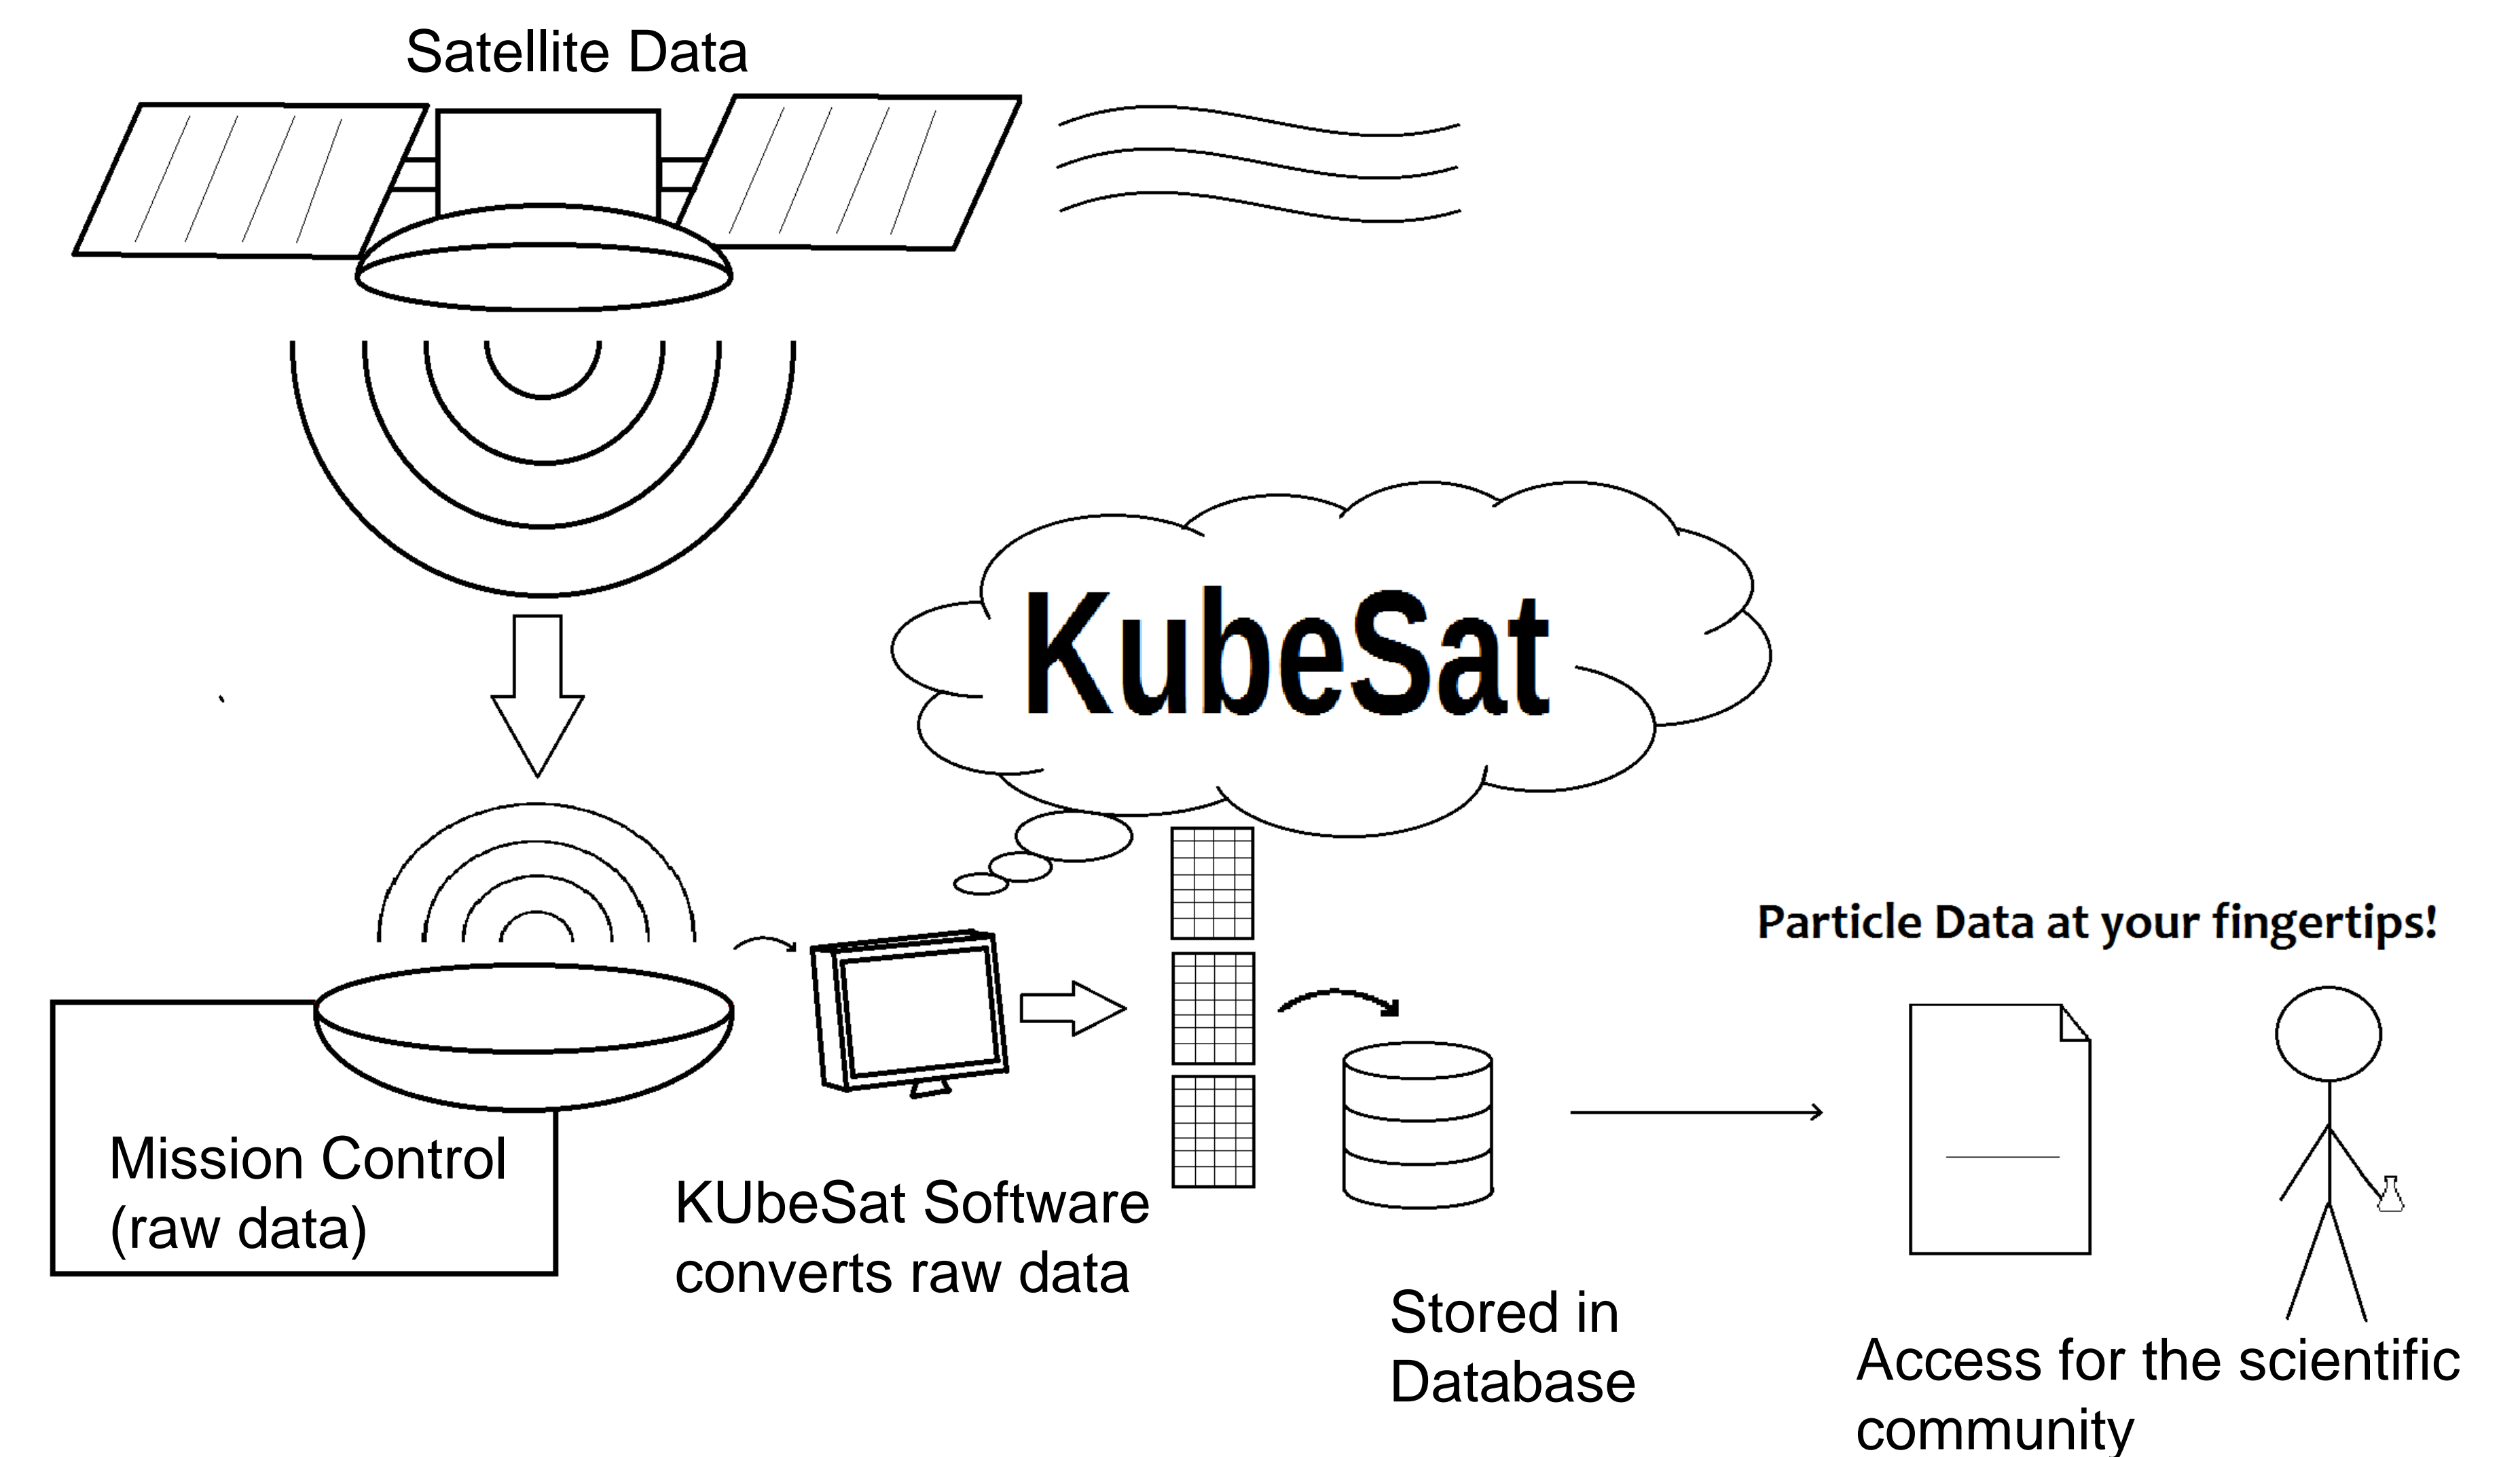 Satellite Data
KubeSat
Particle Data at your fingertips!
Mission Control
(raw data)
KUbeSat Software
converts raw data
Stored in
Database
Access for the scientific
community